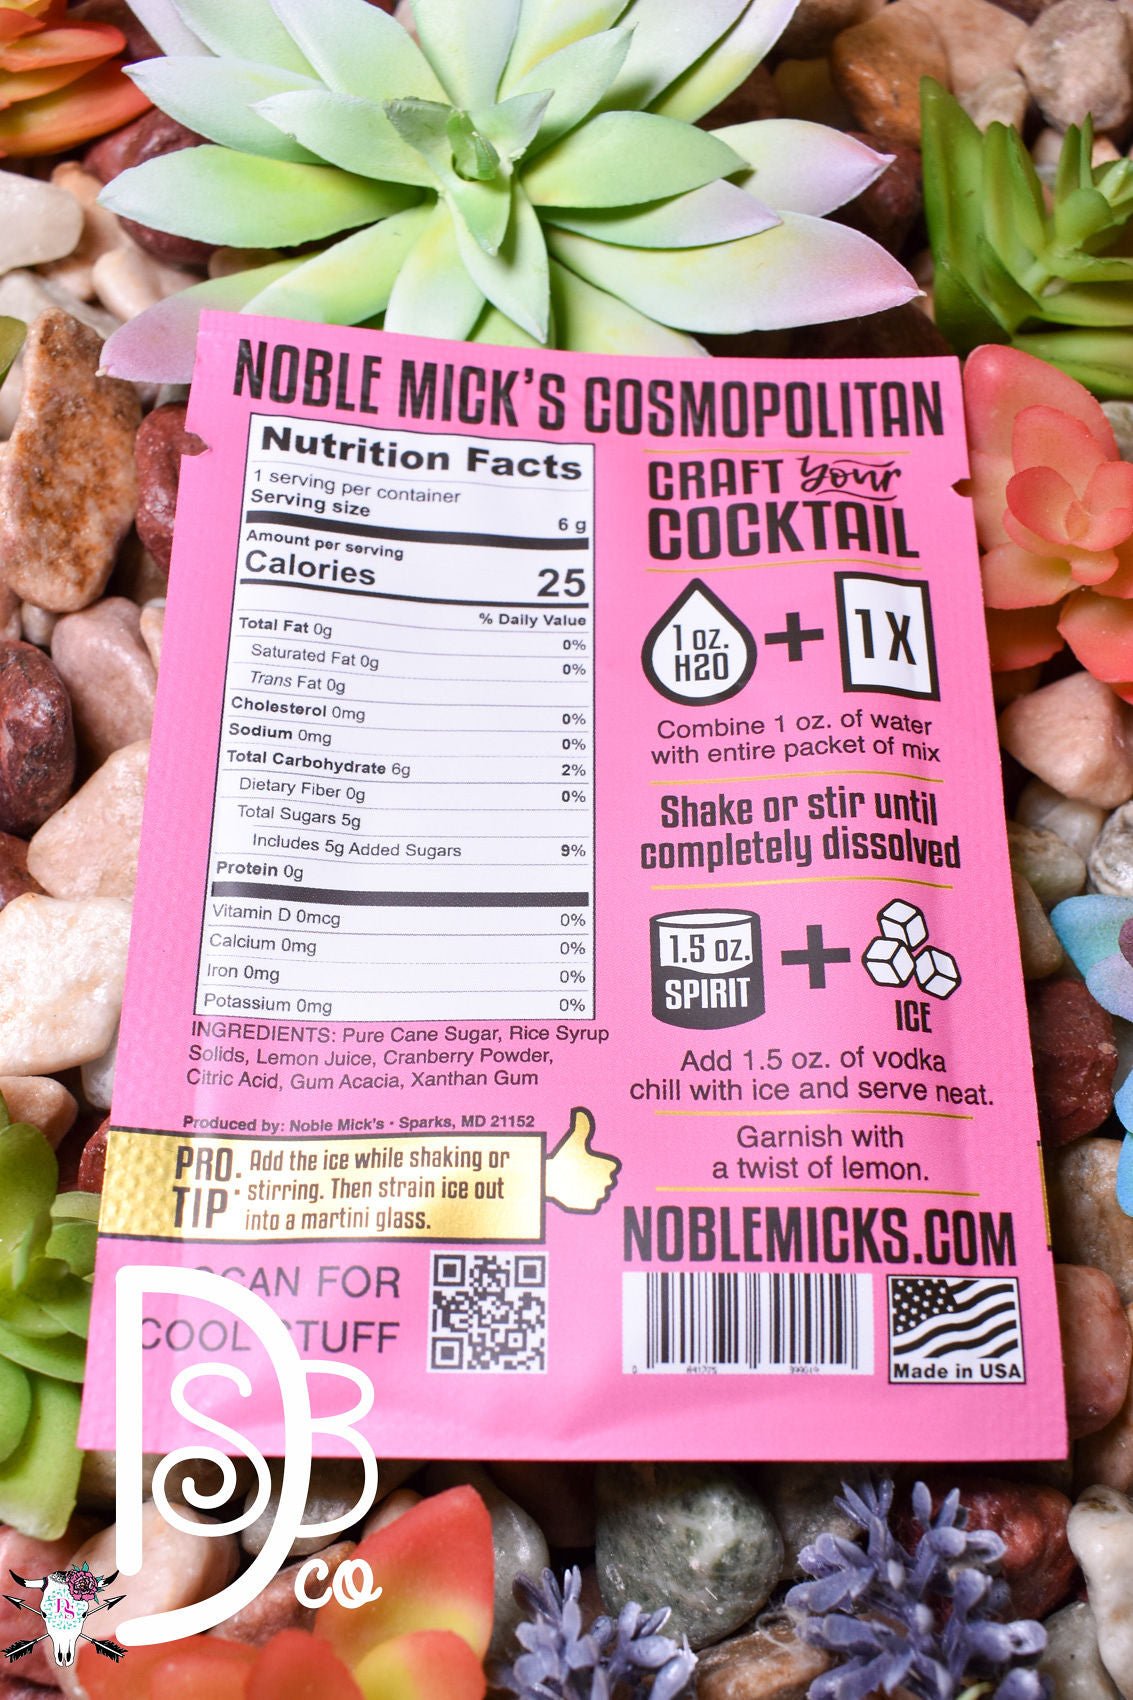 NOBLE MICK'S COSMOPOLITAN
Nutrition Facts
1 serving per container
Serving size 6 g
Amount per serving
Calories 25
% Daily Value
Total Fat 0g 0%
Saturated Fat 0g 0%
Trans Fat 0g
Cholesterol 0mg 0%
Sodium 0mg 0%
Total Carbohydrate 6g 2%
Dietary Fiber 0g 0%
Total Sugars 5g
Includes 5g Added Sugars 9%
Protein 0g
Vitamin D 0mcg 0%
Calcium 0mg 0%
Iron 0mg 0%
Potassium 0mg 0%
INGREDIENTS: Pure Cane Sugar, Rice Syrup
Solids, Lemon Juice, Cranberry Powder,
Citric Acid, Gum Acacia, Xanthan Gum
Produced by: Noble Mick's • Sparks, MD 21152
PRO TIP: Add the ice while shaking or
stirring. Then strain ice out
into a martini glass.
SCAN FOR
COOL STUFF
CRAFT your
COCKTAIL
1 oz.
H2O
+
1X
Combine 1 oz. of water
with entire packet of mix
Shake or stir until
completely dissolved
1.5 oz.
SPIRIT
+
ICE
Add 1.5 oz. of vodka
chill with ice and serve neat.
Garnish with
a twist of lemon.
NOBLEMICKS.COM
Made in USA
DSB
co